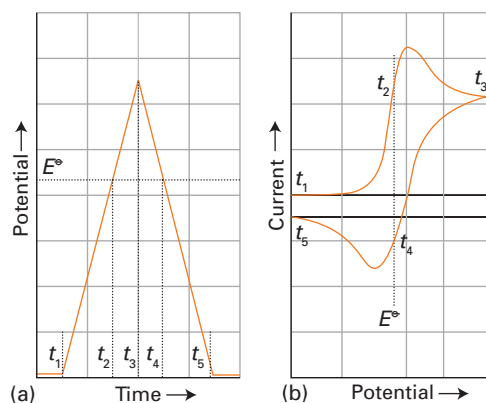 Potential →
E⦵
t₁
t₂
t₃
t₄
t₅
(a)
Time →
Current →
t₁
t₂
t₃
t₄
t₅
E⦵
(b)
Potential →